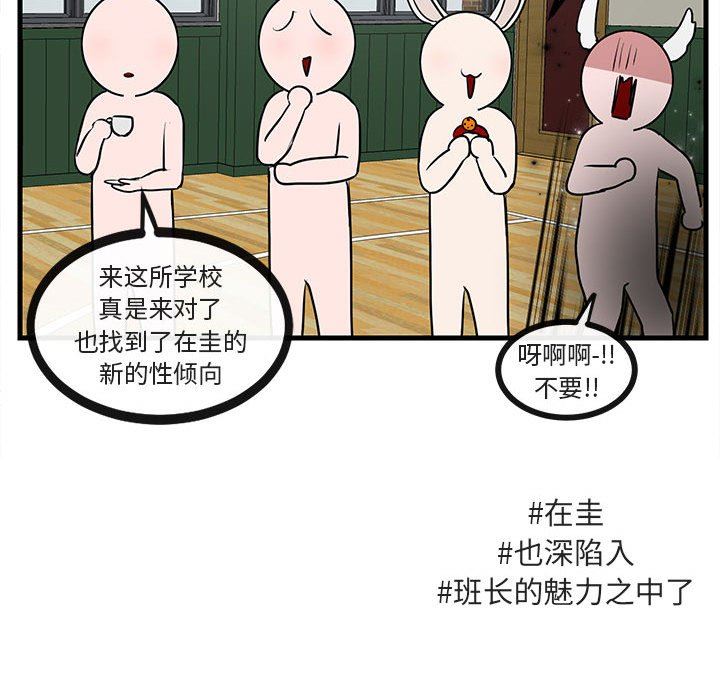 来这所学校
真是来对了
也找到了在圭的
新的性倾向
呀啊啊-!!
不要!!
#在圭
#也深陷入
#班长的魅力之中了